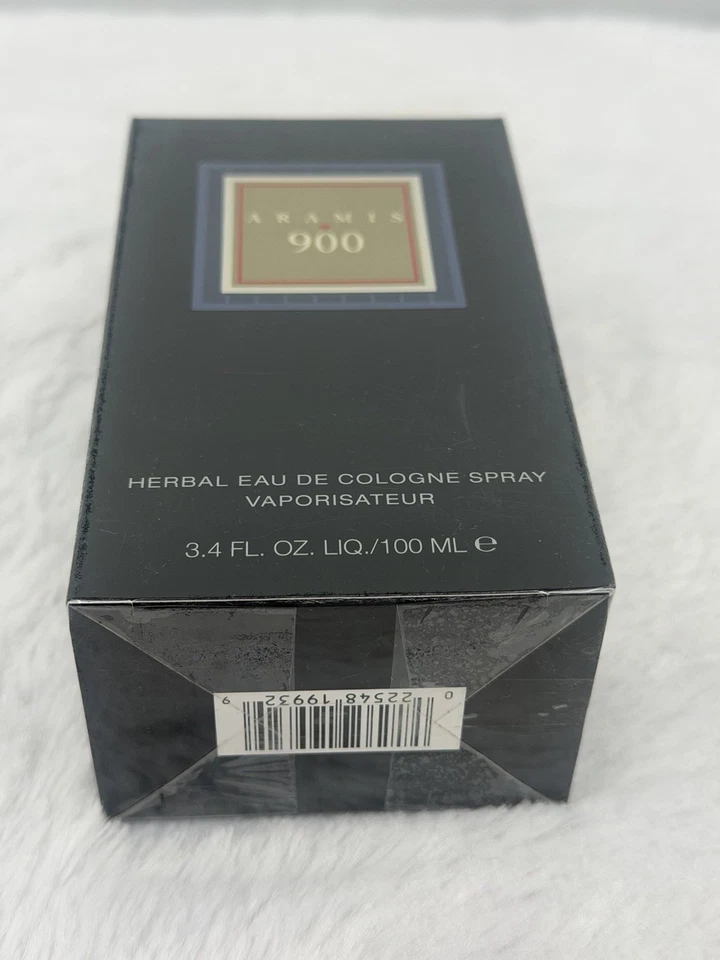 ARAMIS
900
HERBAL EAU DE COLOGNE SPRAY
VAPORISATEUR
3.4 FL. OZ. LIQ./100 ML ℮
0 22548 19932 9